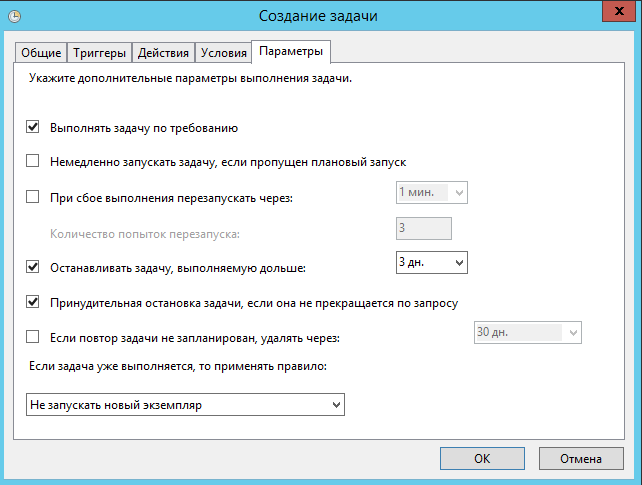 Создание задачи
Общие Триггеры Действия Условия Параметры
Укажите дополнительные параметры выполнения задачи.
Выполнять задачу по требованию
Немедленно запускать задачу, если пропущен плановый запуск
При сбое выполнения перезапускать через: 1 мин.
Количество попыток перезапуска: 3
Останавливать задачу, выполняемую дольше: 3 дн.
Принудительная остановка задачи, если она не прекращается по запросу
Если повтор задачи не запланирован, удалять через: 30 дн.
Если задача уже выполняется, то применять правило:
Не запускать новый экземпляр
ОК Отмена